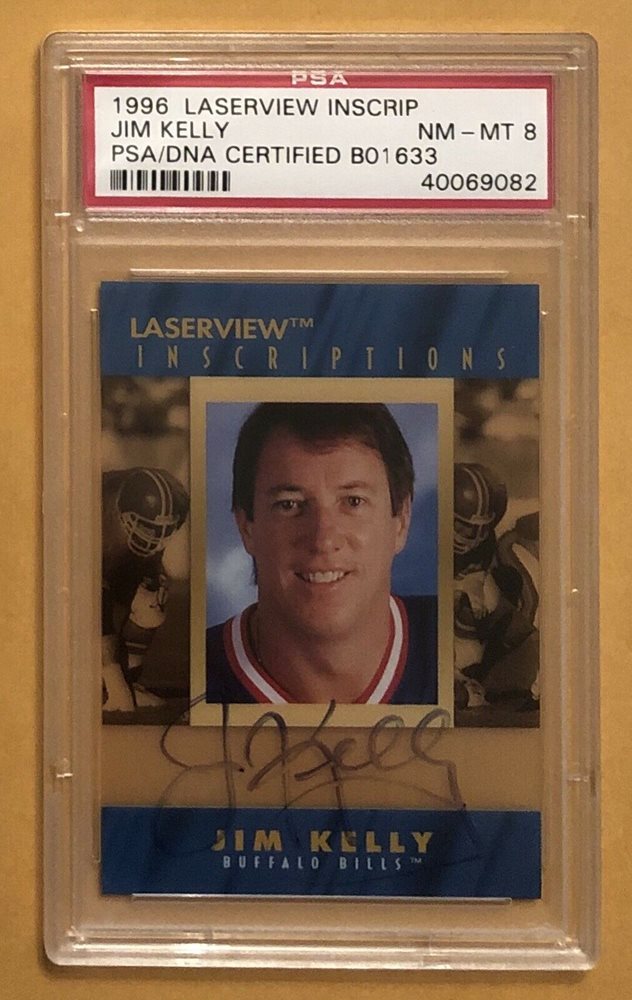 PSA
1996 LASERVIEW INSCRIP
JIM KELLY NM-MT 8
PSA/DNA CERTIFIED B01633
40069082
LASERVIEW™
INSCRIPTIONS
J. Kelly
JIM KELLY
BUFFALO BILLS™